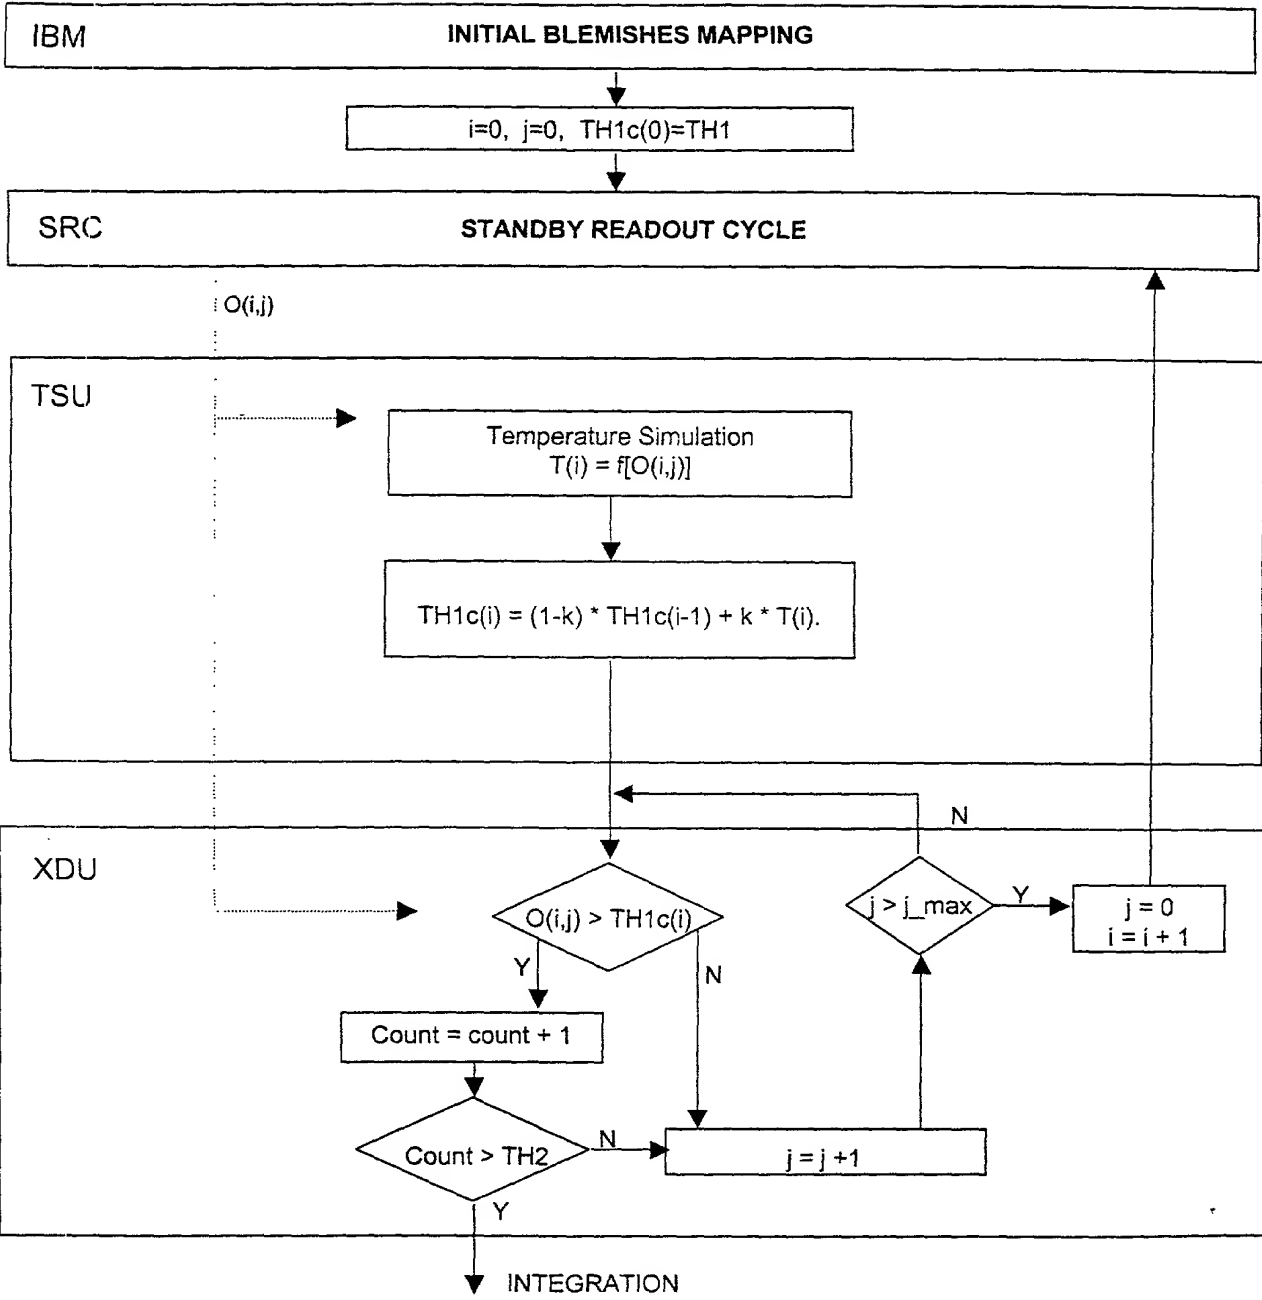 IBM
INITIAL BLEMISHES MAPPING
i=0, j=0, TH1c(0)=TH1
SRC
STANDBY READOUT CYCLE
O(i,j)
TSU
Temperature Simulation
T(i) = f[O(i,j)]
TH1c(i) = (1-k) * TH1c(i-1) + k * T(i).
N
XDU
O(i,j) > TH1c(i)
j > j_max
Y
j = 0
i = i + 1
Y
N
Count = count + 1
Count > TH2
N
j = j +1
Y
INTEGRATION